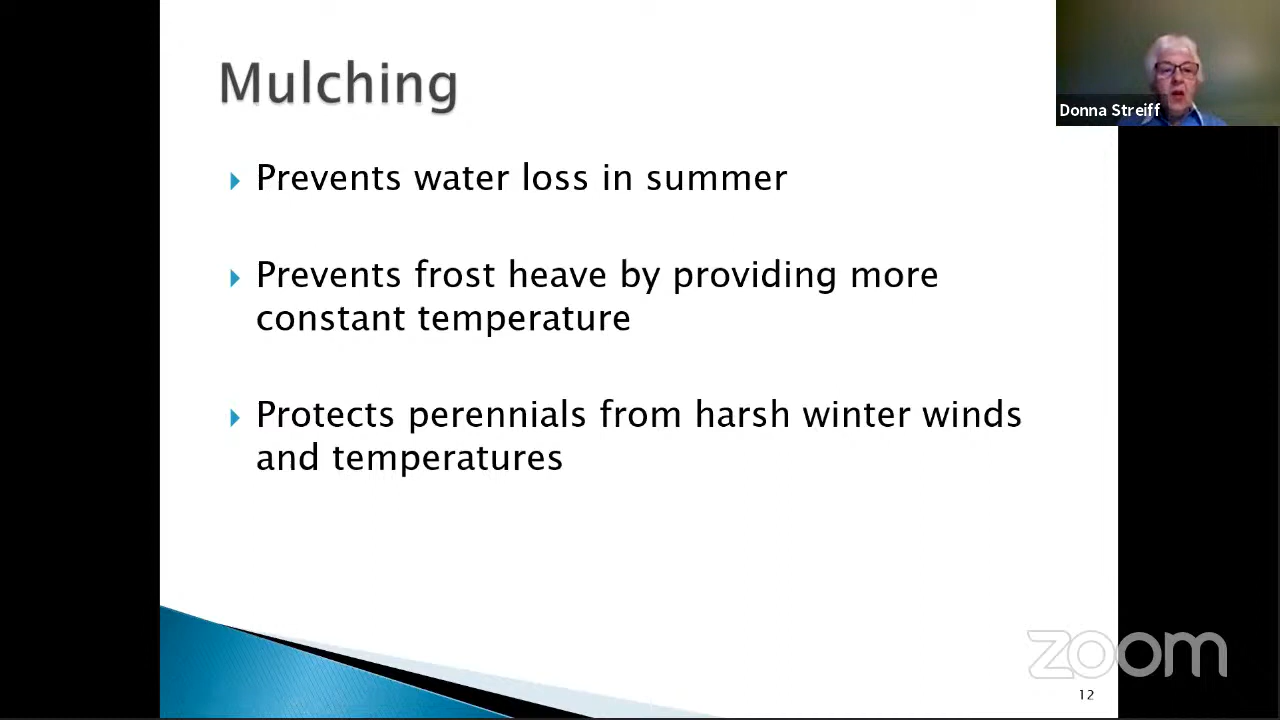 Mulching
Donna Streiff
Prevents water loss in summer
Prevents frost heave by providing more
constant temperature
Protects perennials from harsh winter winds
and temperatures
zoom
12